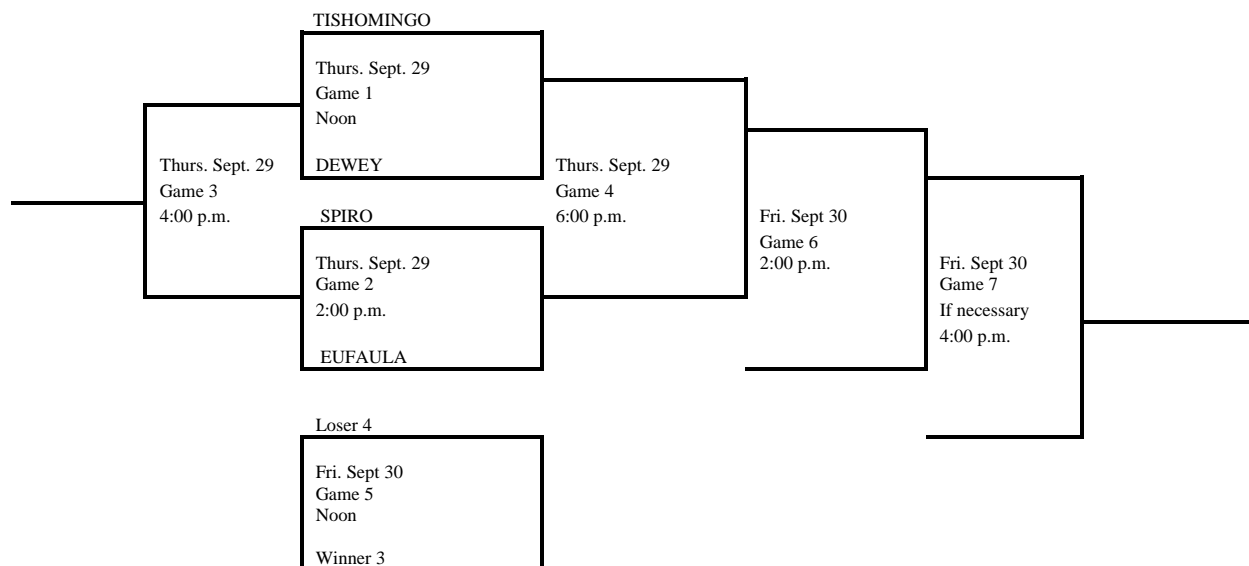 TISHOMINGO
Thurs. Sept. 29
Game 1
Noon
DEWEY
Thurs. Sept. 29
Game 3
4:00 p.m.
SPIRO
Thurs. Sept. 29
Game 2
2:00 p.m.
EUFAULA
Thurs. Sept. 29
Game 4
6:00 p.m.
Fri. Sept 30
Game 6
2:00 p.m.
Fri. Sept 30
Game 7
If necessary
4:00 p.m.
Loser 4
Fri. Sept 30
Game 5
Noon
Winner 3